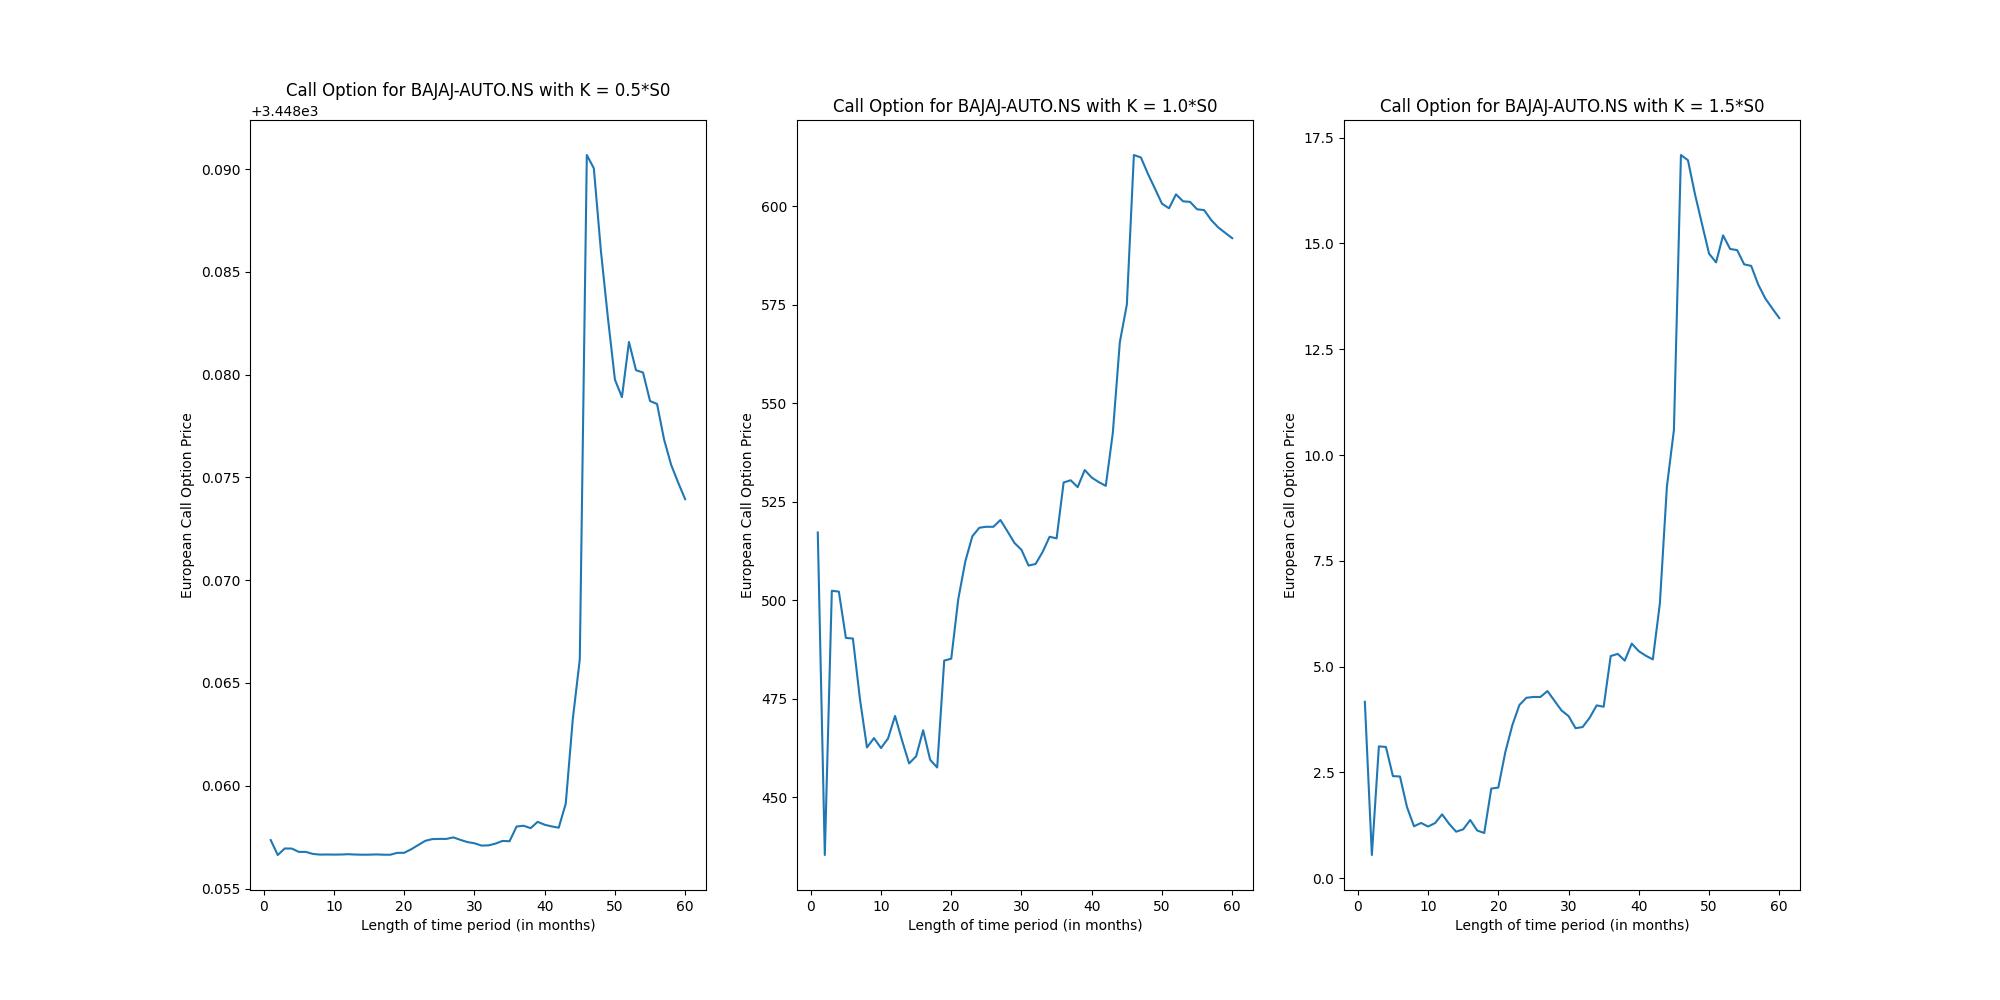 Call Option for BAJAJ-AUTO.NS with K = 0.5*S0
+3.448e3
0.090
0.085
0.080
0.075
0.070
0.065
0.060
0.055
European Call Option Price
0 10 20 30 40 50 60
Length of time period (in months)
Call Option for BAJAJ-AUTO.NS with K = 1.0*S0
600
575
550
525
500
475
450
European Call Option Price
0 10 20 30 40 50 60
Length of time period (in months)
Call Option for BAJAJ-AUTO.NS with K = 1.5*S0
17.5
15.0
12.5
10.0
7.5
5.0
2.5
0.0
European Call Option Price
0 10 20 30 40 50 60
Length of time period (in months)